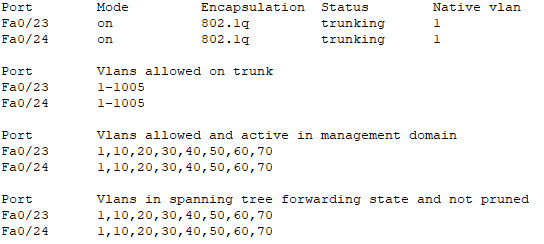 Port        Mode         Encapsulation  Status        Native vlan
Fa0/23      on           802.1q         trunking      1
Fa0/24      on           802.1q         trunking      1

Port        Vlans allowed on trunk
Fa0/23      1-1005
Fa0/24      1-1005

Port        Vlans allowed and active in management domain
Fa0/23      1,10,20,30,40,50,60,70
Fa0/24      1,10,20,30,40,50,60,70

Port        Vlans in spanning tree forwarding state and not pruned
Fa0/23      1,10,20,30,40,50,60,70
Fa0/24      1,10,20,30,40,50,60,70